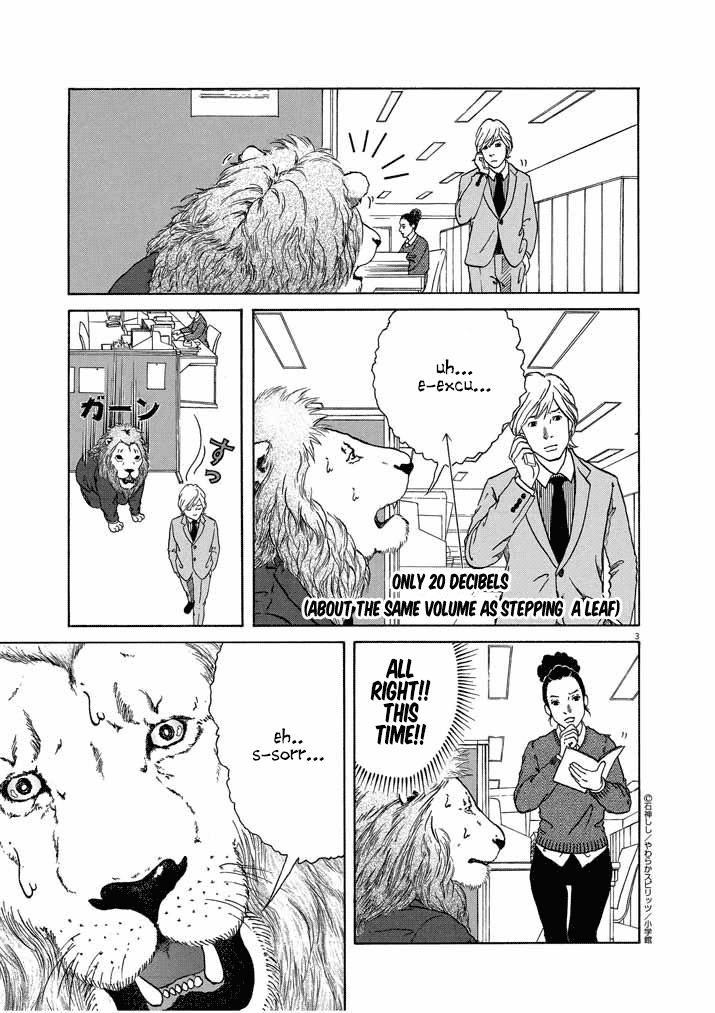 uh...
e-excu...
ONLY 20 DECIBELS
(ABOUT THE SAME VOLUME AS STEPPING A LEAF)
ガーン
すっ
3
ALL
RIGHT!!
THIS
TIME!!
eh..
s-sorr...
©石神しし／やわらかスピリッツ／小学館